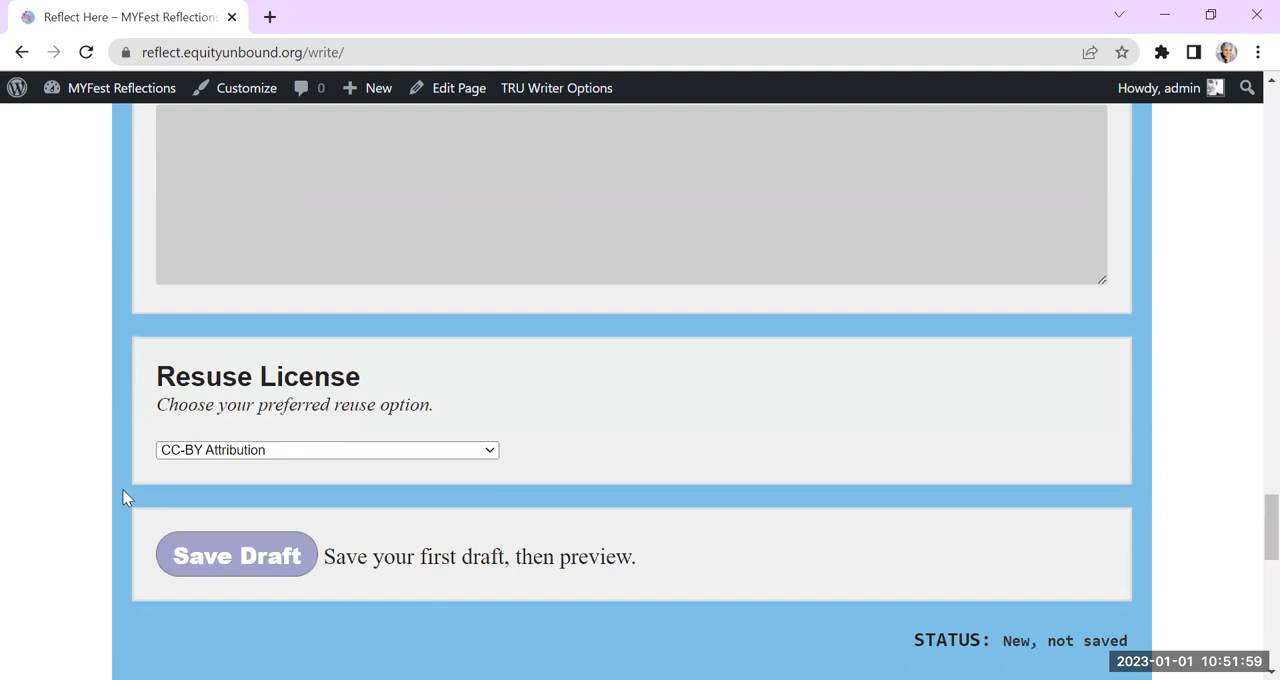 Reflect Here – MYFest Reflections
reflect.equityunbound.org/write/
MYFest Reflections Customize 0 New Edit Page TRU Writer Options Howdy, admin
Resuse License
Choose your preferred reuse option.
CC-BY Attribution
Save Draft Save your first draft, then preview.
STATUS: New, not saved
2023-01-01 10:51:59